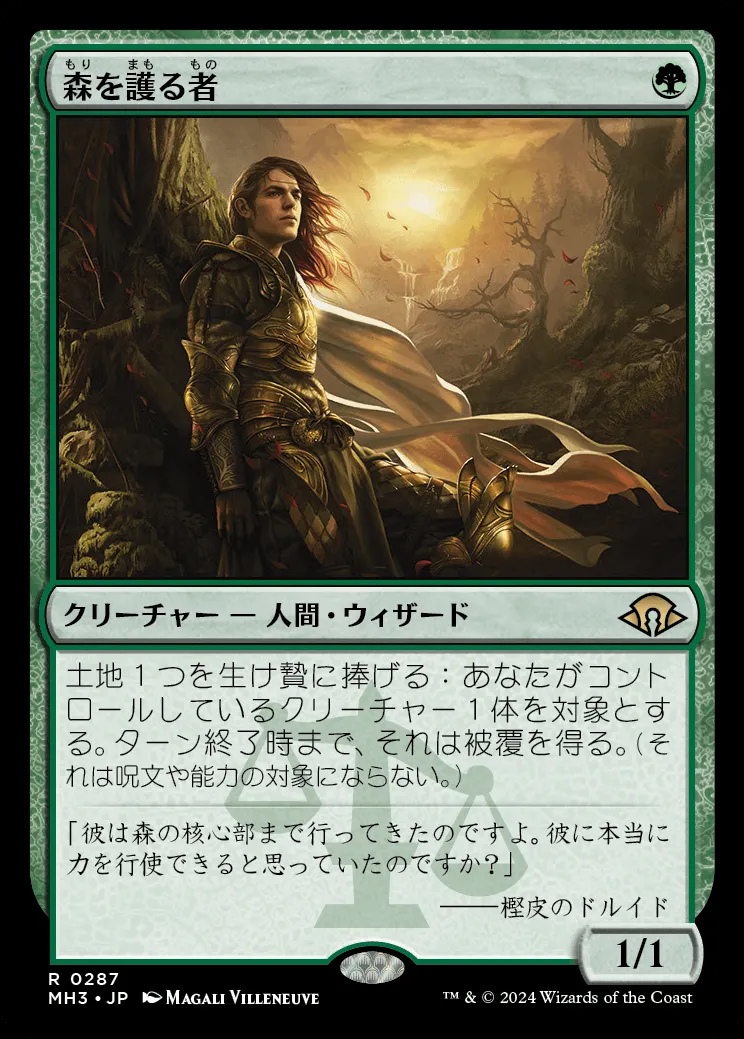 もり まも もの
森を護る者
クリーチャー — 人間・ウィザード
土地１つを生け贄に捧げる：あなたがコント
ロールしているクリーチャー１体を対象とす
る。ターン終了時まで、それは被覆を得る。（そ
れは呪文や能力の対象にならない。）
「彼は森の核心部まで行ってきたのですよ。彼に本当に
力を行使できると思っていたのですか？」
――樫皮のドルイド
1/1
R 0287
MH3 • JP Magali Villeneuve
™ & © 2024 Wizards of the Coast